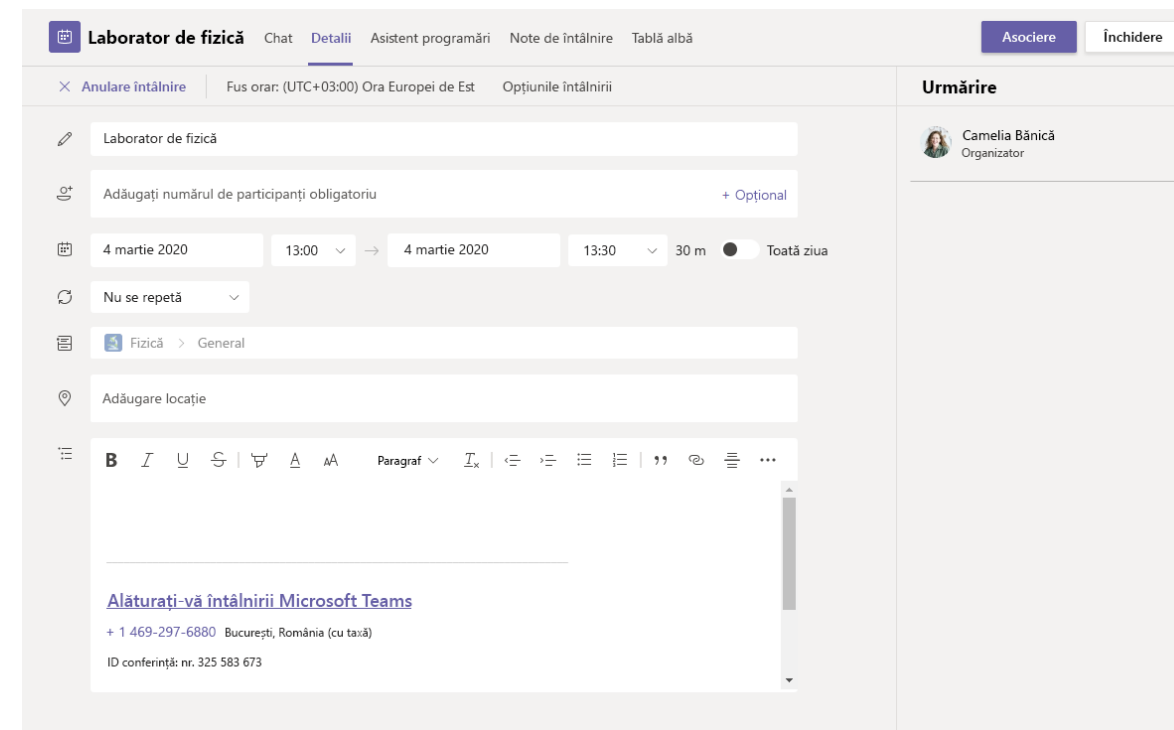 Laborator de fizică Chat Detalii Asistent programări Note de întâlnire Tablă albă Asociere Închidere
Anulare întâlnire Fus orar: (UTC+03:00) Ora Europei de Est Opțiunile întâlnirii
Urmărire
Laborator de fizică
Camelia Bănică
Organizator
Adăugați numărul de participanți obligatoriu + Opțional
4 martie 2020 13:00 → 4 martie 2020 13:30 30 m Toată ziua
Nu se repetă
Fizică > General
Adăugare locație
B I U S A AA Paragraf Tx
Alăturați-vă întâlnirii Microsoft Teams
+ 1 469-297-6880 București, România (cu taxă)
ID conferință: nr. 325 583 673